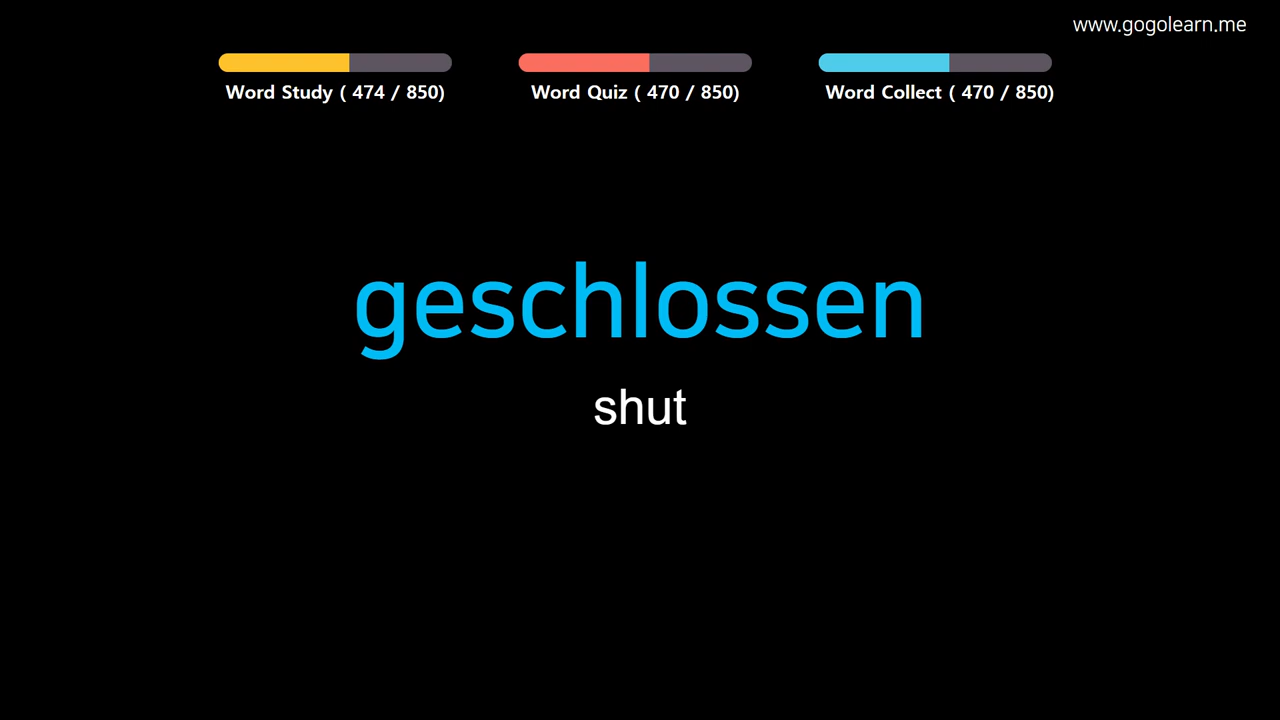 www.gogolearn.me
Word Study ( 474 / 850)
Word Quiz ( 470 / 850)
Word Collect ( 470 / 850)
geschlossen
shut